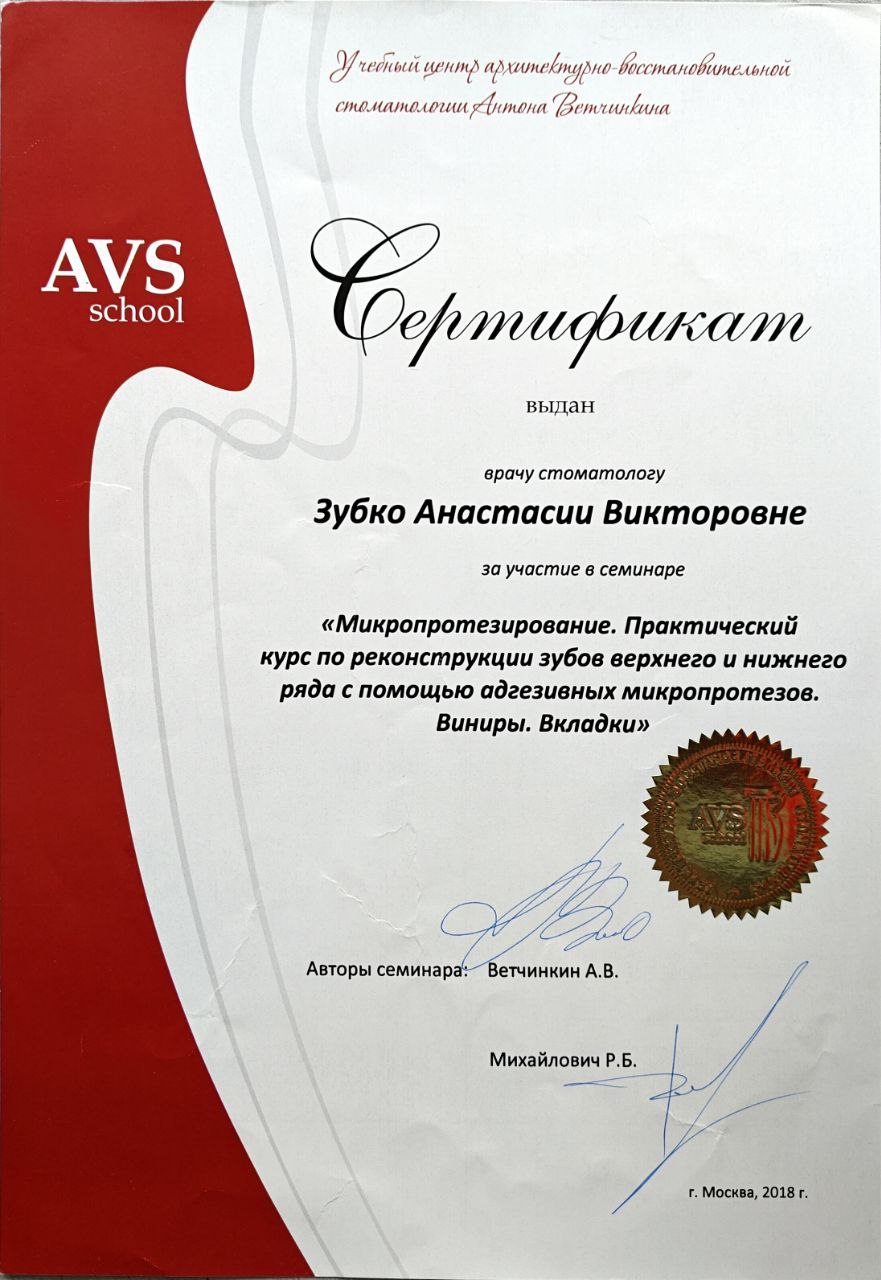 Учебный центр архитектурно-восстановительной
стоматологии Антона Ветчинкина
AVS
school
Сертификат
выдан
врачу стоматологу
Зубко Анастасии Викторовне
за участие в семинаре
«Микропротезирование. Практический
курс по реконструкции зубов верхнего и нижнего
ряда с помощью адгезивных микропротезов.
Виниры. Вкладки»
AVS
school
Авторы семинара: Ветчинкин А.В.
Михайлович Р.Б.
г. Москва, 2018 г.